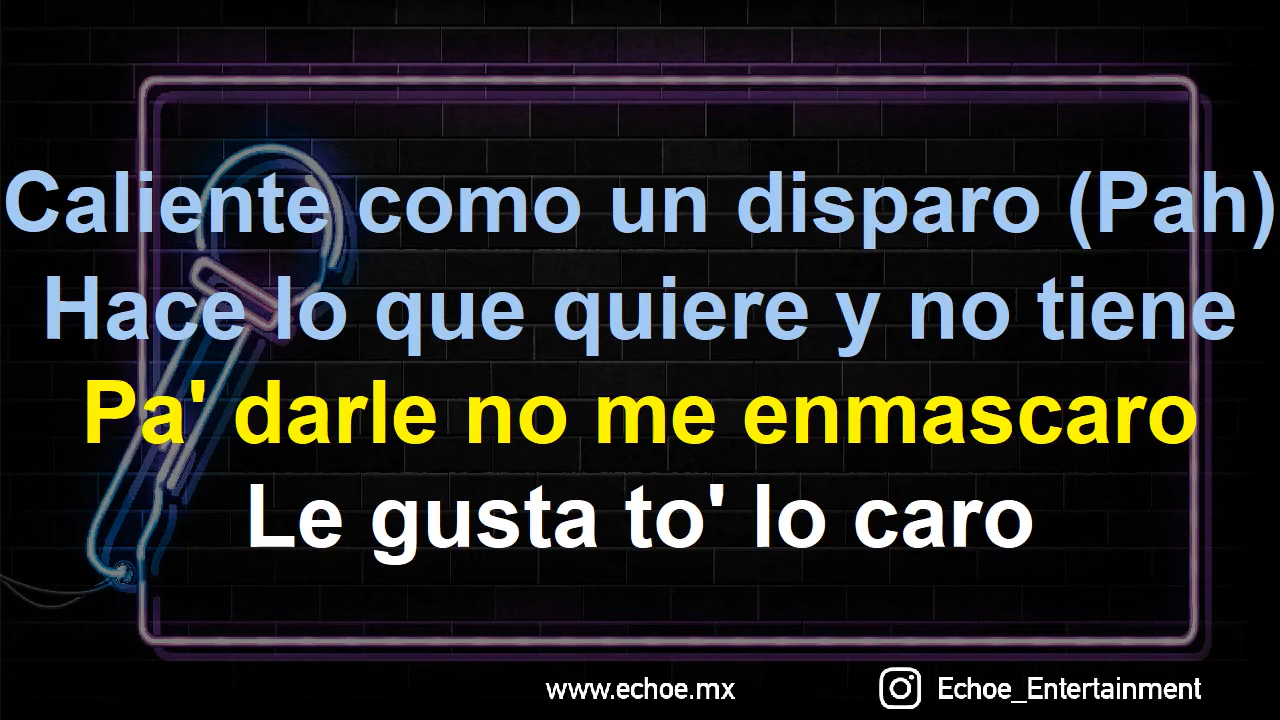 Caliente como un disparo (Pah)
Hace lo que quiere y no tiene
Pa' darle no me enmascaro
Le gusta to' lo caro
www.echoe.mx Echoe_Entertainment